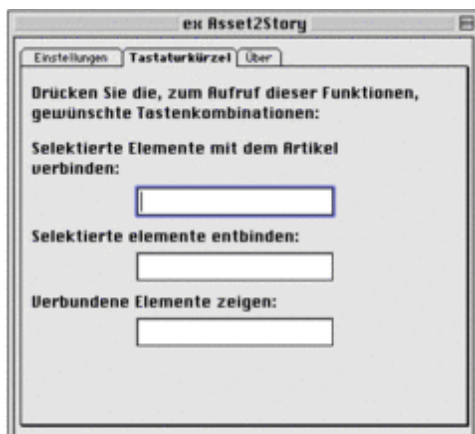 ex Asset2Story
Einstellungen Tastaturkürzel Über
Drücken Sie die, zum Aufruf dieser Funktionen,
gewünschte Tastenkombinationen:
Selektierte Elemente mit dem Artikel
verbinden:
Selektierte elemente entbinden:
Verbundene Elemente zeigen: